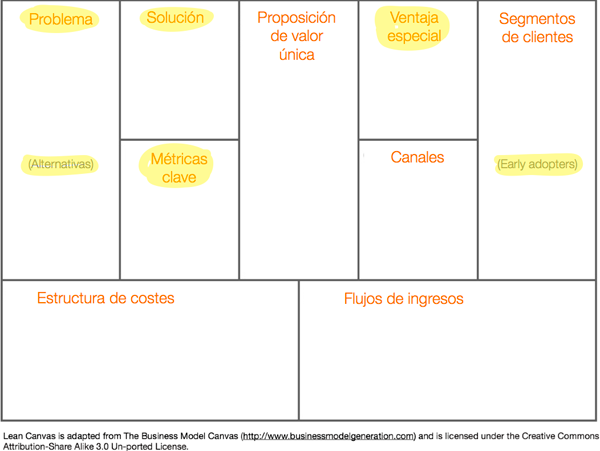 Problema
(Alternativas)
Solución
Métricas
clave
Proposición
de valor
única
Ventaja
especial
Canales
Segmentos
de clientes
(Early adopters)
Estructura de costes
Flujos de ingresos
Lean Canvas is adapted from The Business Model Canvas (http://www.businessmodelgeneration.com) and is licensed under the Creative Commons
Attribution-Share Alike 3.0 Un-ported License.